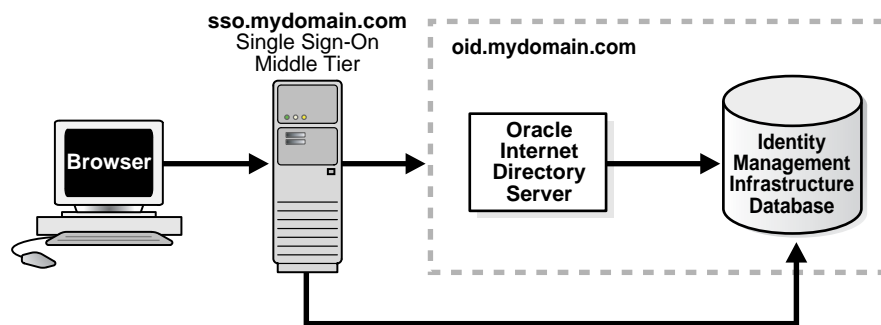 sso.mydomain.com
Single Sign-On
Middle Tier
oid.mydomain.com
Browser
Oracle
Internet
Directory
Server
Identity
Management
Infrastructure
Database